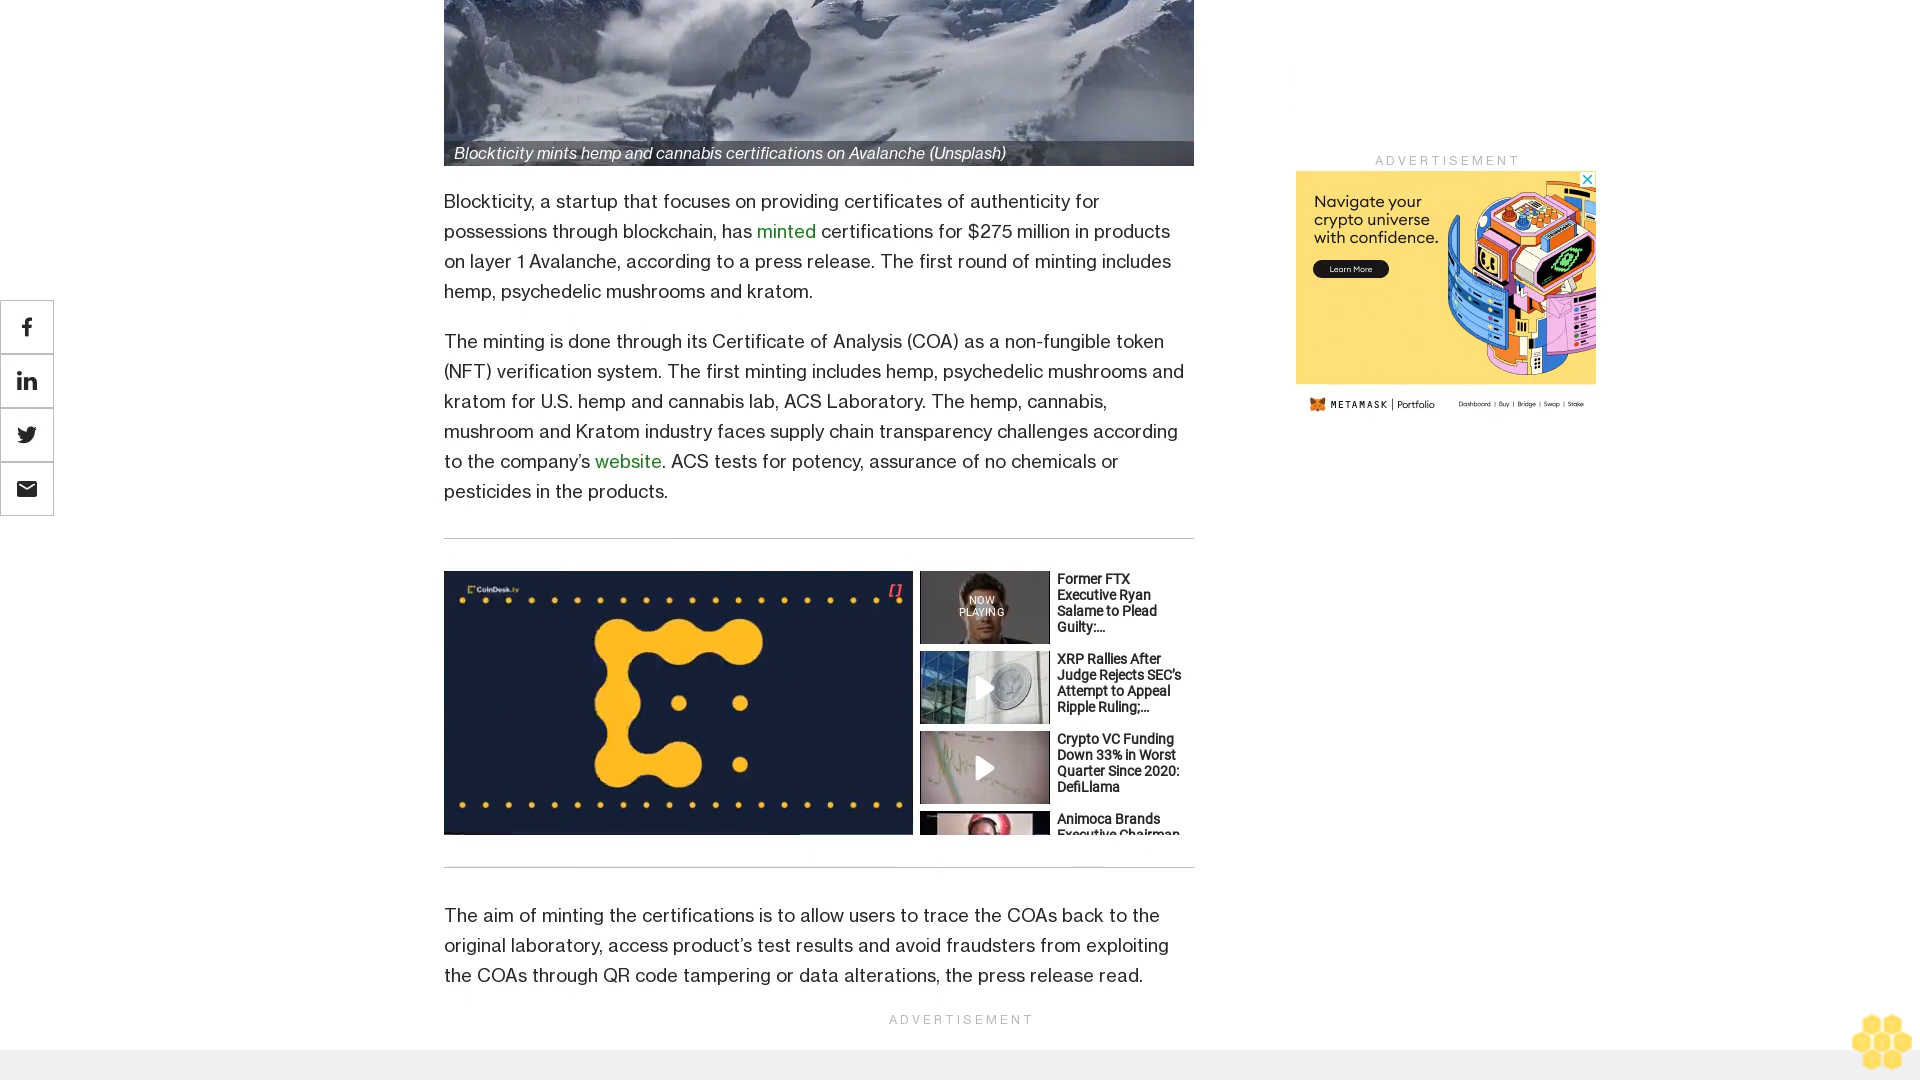 Blockticity mints hemp and cannabis certifications on Avalanche (Unsplash)
Blockticity, a startup that focuses on providing certificates of authenticity for
possessions through blockchain, has minted certifications for $275 million in products
on layer 1 Avalanche, according to a press release. The first round of minting includes
hemp, psychedelic mushrooms and kratom.
The minting is done through its Certificate of Analysis (COA) as a non-fungible token
(NFT) verification system. The first minting includes hemp, psychedelic mushrooms and
kratom for U.S. hemp and cannabis lab, ACS Laboratory. The hemp, cannabis,
mushroom and Kratom industry faces supply chain transparency challenges according
to the company’s website. ACS tests for potency, assurance of no chemicals or
pesticides in the products.
CoinDesk.tv
NOW
PLAYING
Former FTX
Executive Ryan
Salame to Plead
Guilty:...
XRP Rallies After
Judge Rejects SEC’s
Attempt to Appeal
Ripple Ruling;...
Crypto VC Funding
Down 33% in Worst
Quarter Since 2020:
DefiLlama
Animoca Brands
Executive Chairman
The aim of minting the certifications is to allow users to trace the COAs back to the
original laboratory, access product’s test results and avoid fraudsters from exploiting
the COAs through QR code tampering or data alterations, the press release read.
ADVERTISEMENT
ADVERTISEMENT
Navigate your
crypto universe
with confidence.
Learn More
METAMASK | Portfolio
Dashboard | Buy | Bridge | Swap | Stake